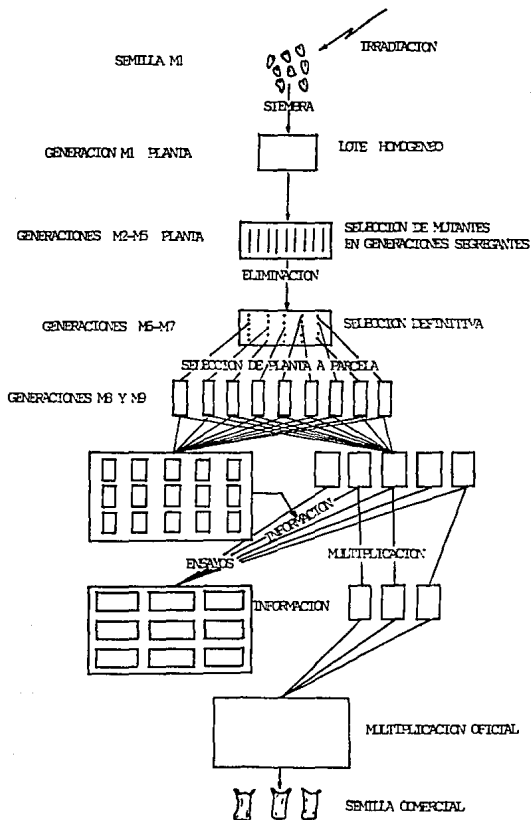 IRRADIACION
SEMILLA M1
SIEMBRA
GENERACION M1 PLANTA
LOTE HOMOGENEO
GENERACIONES M2-M5 PLANTA
SELECCION DE MUTANTES
EN GENERACIONES SEGREGANTES
ELIMINACION
GENERACIONES M6-M7
SELECCION DEFINITIVA
SELECCION DE PLANTA A PARCELA
GENERACIONES M8 Y M9
INFORMACION
ENSAYOS
MULTIPLICACION
INFORMACION
MULTIPLICACION OFICIAL
SEMILLA COMERCIAL